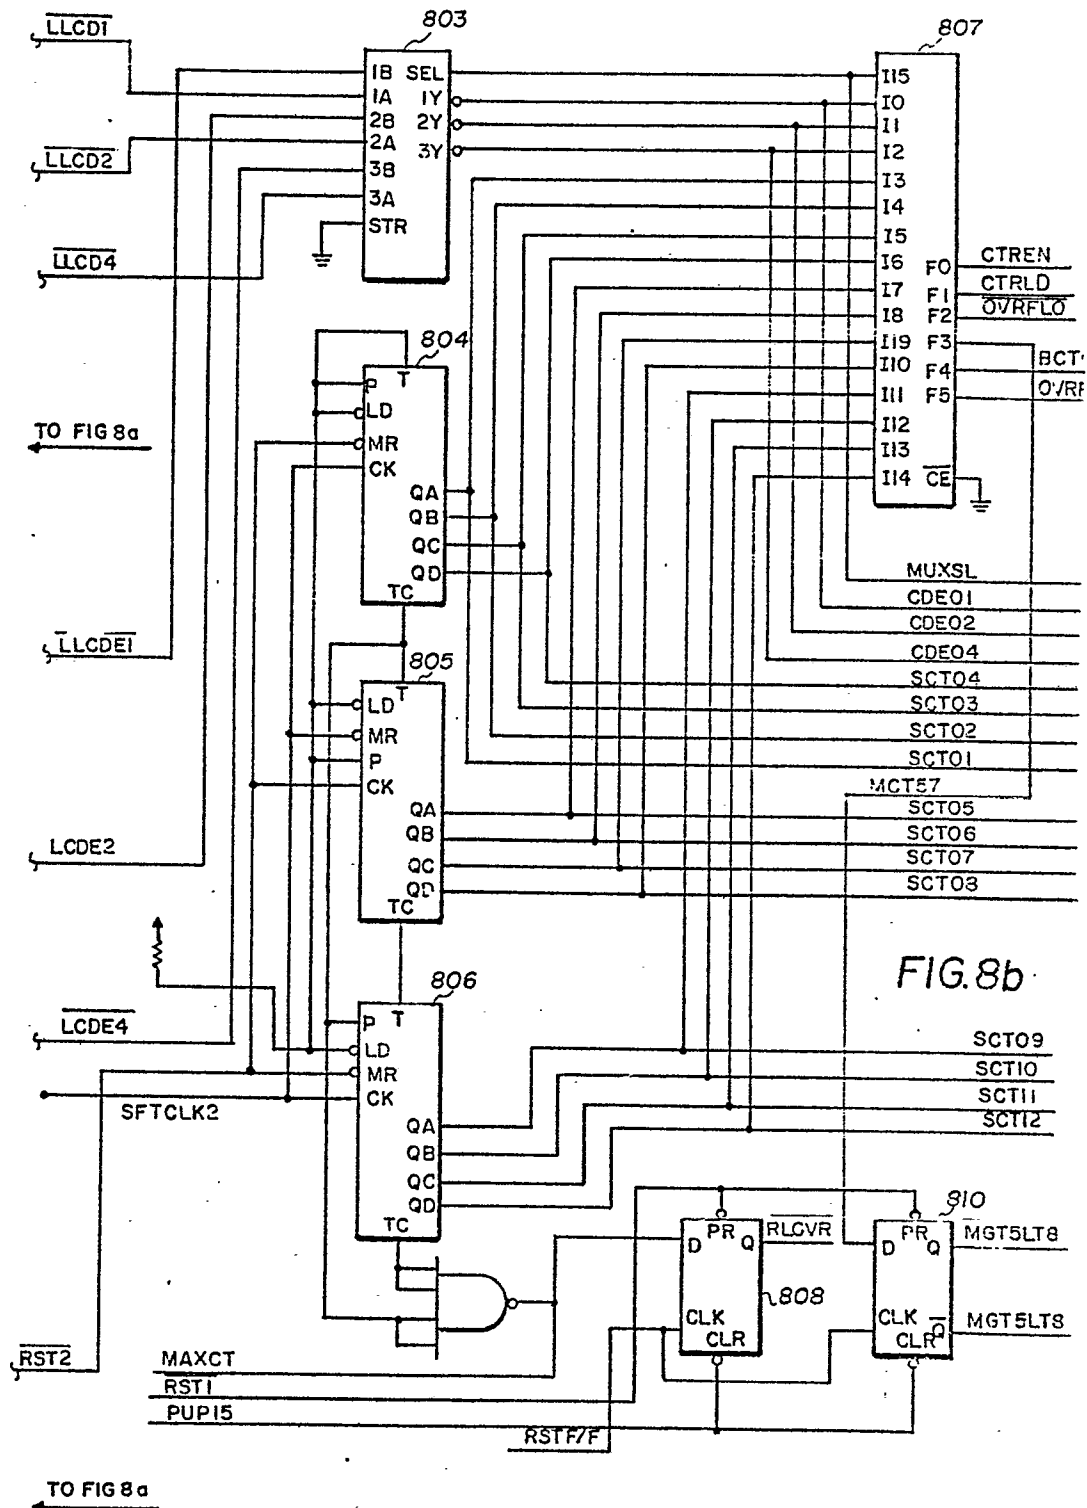 LLCD1
803
807
1B SEL
1A 1Y
2B 2Y
2A 3Y
3B
3A
STR
LLCD2
LLCD4
I15
I0
I1
I2
I3
I4
I5
I6
I7
I8
I19
I10
I11
I12
I13
I14
F0 CTREN
F1 CTRLD
F2 OVRFLO
F3
F4 BCT
F5 OVRF
CE
804
T
P
LD
MR
CK
QA
QB
QC
QD
TC
TO FIG 8a
MUXSL
CDE01
CDE02
CDE04
SCT04
SCT03
SCT02
SCT01
MCT57
SCT05
SCT06
SCT07
SCT08
LLCDE1
805
T
LD
MR
P
CK
QA
QB
QC
QD
TC
LCDE2
FIG. 8b
806
P T
LD
MR
CK
QA
QB
QC
QD
TC
LCDE4
SFTCLK2
SCT09
SCT10
SCT11
SCT12
810
PR
D Q
RLCVR
808
CLK
CLR
PR
D Q
MGT5LT8
CLK Q
CLR
MGT5LT8
RST2
MAXCT
RST1
PUP15
RSTF/F
TO FIG 8a